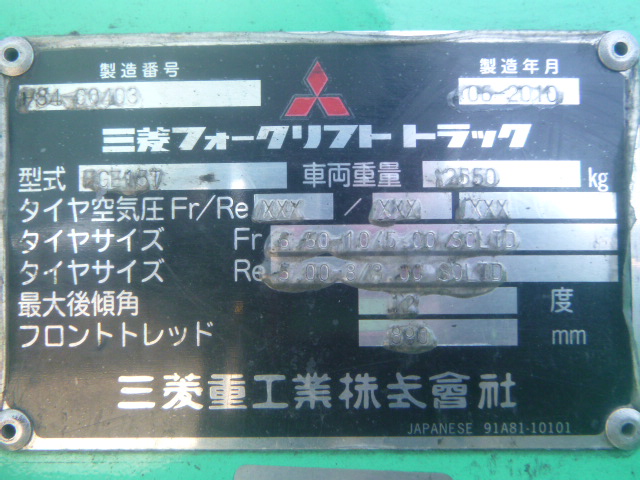 製造番号 製造年月
05-2010
三菱フォークリフト トラック
型式 車両重量 12550 kg
タイヤ空気圧 Fr/Re XXX / XXX XXX
タイヤサイズ Fr SOLID
タイヤサイズ Re SOLID
最大後傾角 度
フロントトレッド mm
三菱重工業株式會社
JAPANESE 91A81-10101